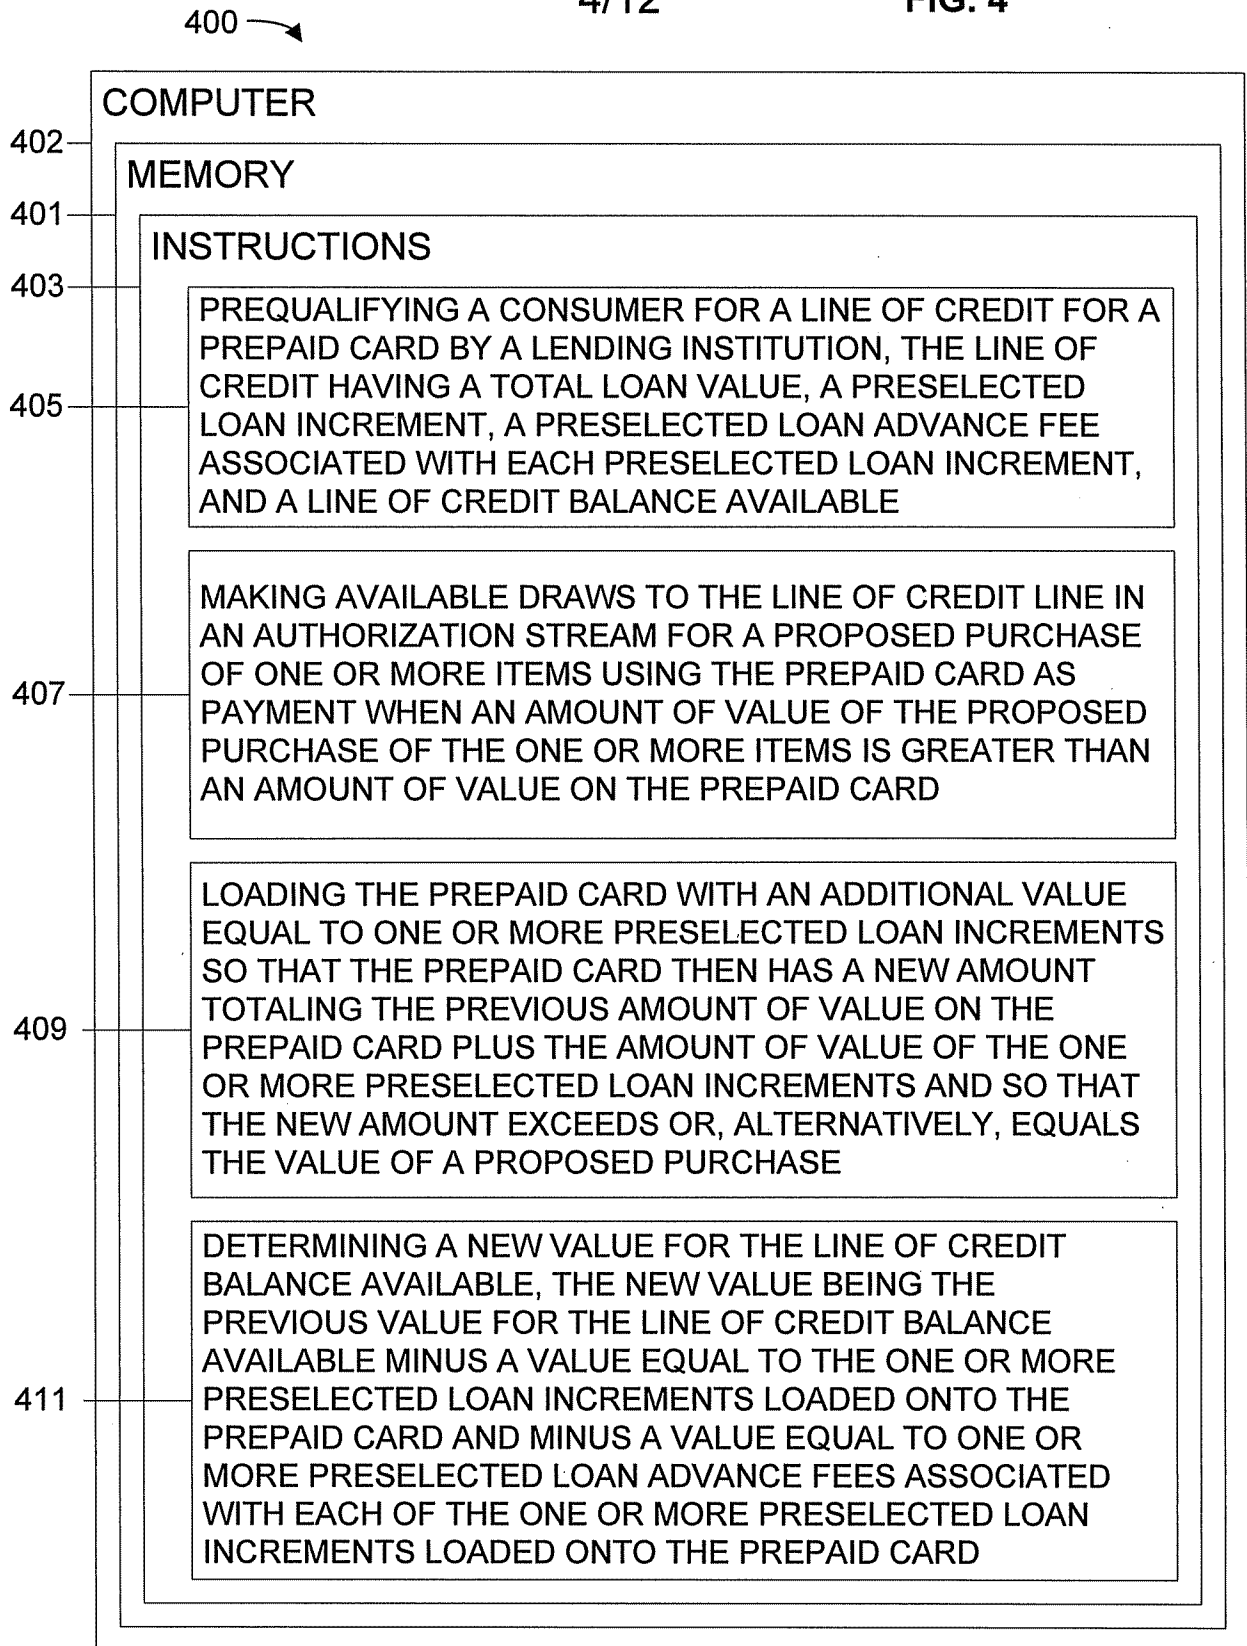 4/12 FIG. 4
400
COMPUTER
402
MEMORY
401
INSTRUCTIONS
403
PREQUALIFYING A CONSUMER FOR A LINE OF CREDIT FOR A
PREPAID CARD BY A LENDING INSTITUTION, THE LINE OF
CREDIT HAVING A TOTAL LOAN VALUE, A PRESELECTED
405
LOAN INCREMENT, A PRESELECTED LOAN ADVANCE FEE
ASSOCIATED WITH EACH PRESELECTED LOAN INCREMENT,
AND A LINE OF CREDIT BALANCE AVAILABLE
MAKING AVAILABLE DRAWS TO THE LINE OF CREDIT LINE IN
AN AUTHORIZATION STREAM FOR A PROPOSED PURCHASE
OF ONE OR MORE ITEMS USING THE PREPAID CARD AS
407
PAYMENT WHEN AN AMOUNT OF VALUE OF THE PROPOSED
PURCHASE OF THE ONE OR MORE ITEMS IS GREATER THAN
AN AMOUNT OF VALUE ON THE PREPAID CARD
LOADING THE PREPAID CARD WITH AN ADDITIONAL VALUE
EQUAL TO ONE OR MORE PRESELECTED LOAN INCREMENTS
SO THAT THE PREPAID CARD THEN HAS A NEW AMOUNT
TOTALING THE PREVIOUS AMOUNT OF VALUE ON THE
409
PREPAID CARD PLUS THE AMOUNT OF VALUE OF THE ONE
OR MORE PRESELECTED LOAN INCREMENTS AND SO THAT
THE NEW AMOUNT EXCEEDS OR, ALTERNATIVELY, EQUALS
THE VALUE OF A PROPOSED PURCHASE
DETERMINING A NEW VALUE FOR THE LINE OF CREDIT
BALANCE AVAILABLE, THE NEW VALUE BEING THE
PREVIOUS VALUE FOR THE LINE OF CREDIT BALANCE
AVAILABLE MINUS A VALUE EQUAL TO THE ONE OR MORE
411
PRESELECTED LOAN INCREMENTS LOADED ONTO THE
PREPAID CARD AND MINUS A VALUE EQUAL TO ONE OR
MORE PRESELECTED LOAN ADVANCE FEES ASSOCIATED
WITH EACH OF THE ONE OR MORE PRESELECTED LOAN
INCREMENTS LOADED ONTO THE PREPAID CARD